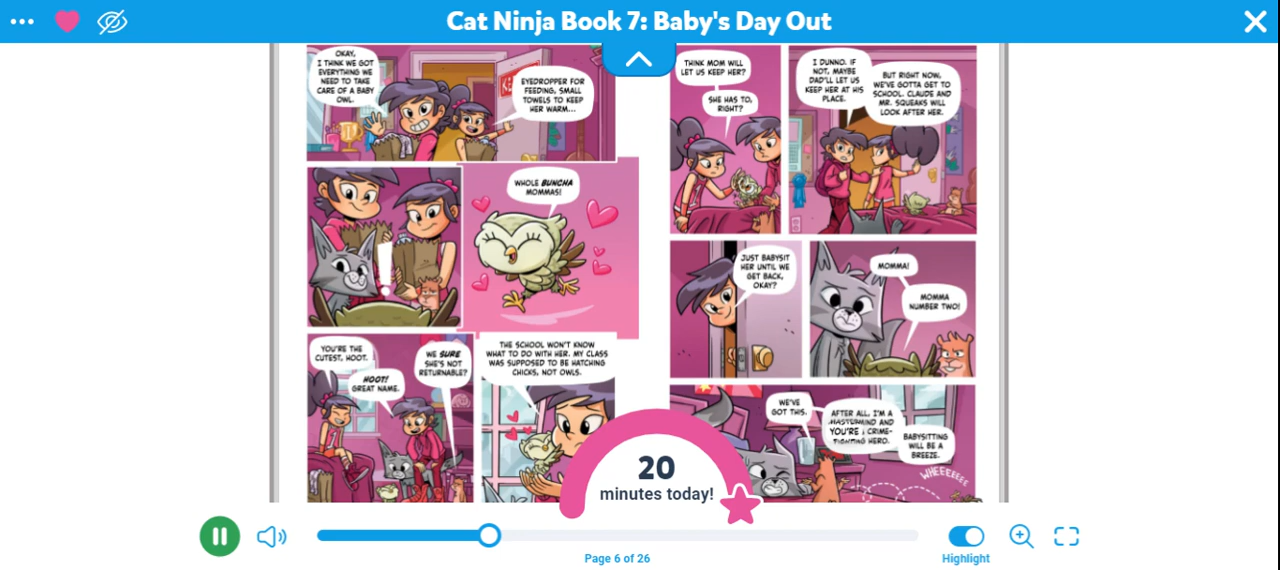 Cat Ninja Book 7: Baby's Day Out
OKAY,
I THINK WE GOT
EVERYTHING WE
NEED TO TAKE
CARE OF A BABY
OWL.
EYEDROPPER FOR
FEEDING, SMALL
TOWELS TO KEEP
HER WARM...
WHOLE BUNCHA
MOMMAS!
YOU'RE THE
CUTEST, HOOT.
HOOT!
GREAT NAME.
WE SURE
SHE'S NOT
RETURNABLE?
THE SCHOOL WON'T KNOW
WHAT TO DO WITH HER. MY CLASS
WAS SUPPOSED TO BE HATCHING
CHICKS, NOT OWLS.
THINK MOM WILL
LET US KEEP HER?
SHE HAS TO,
RIGHT?
I DUNNO. IF
NOT, MAYBE
DAD'LL LET US
KEEP HER AT HIS
PLACE.
BUT RIGHT NOW,
WE'VE GOTTA GET TO
SCHOOL. CLAUDE AND
MR. SQUEAKS WILL
LOOK AFTER HER.
JUST BABYSIT
HER UNTIL WE
GET BACK,
OKAY?
MOMMA!
MOMMA
NUMBER TWO!
WE'VE
GOT THIS.
AFTER ALL, I'M A
MASTERMIND AND
YOU'RE A CRIME-
FIGHTING HERO.
BABYSITTING
WILL BE A
BREEZE.
WHEEREEEE
20
minutes today!
Page 6 of 26
Highlight